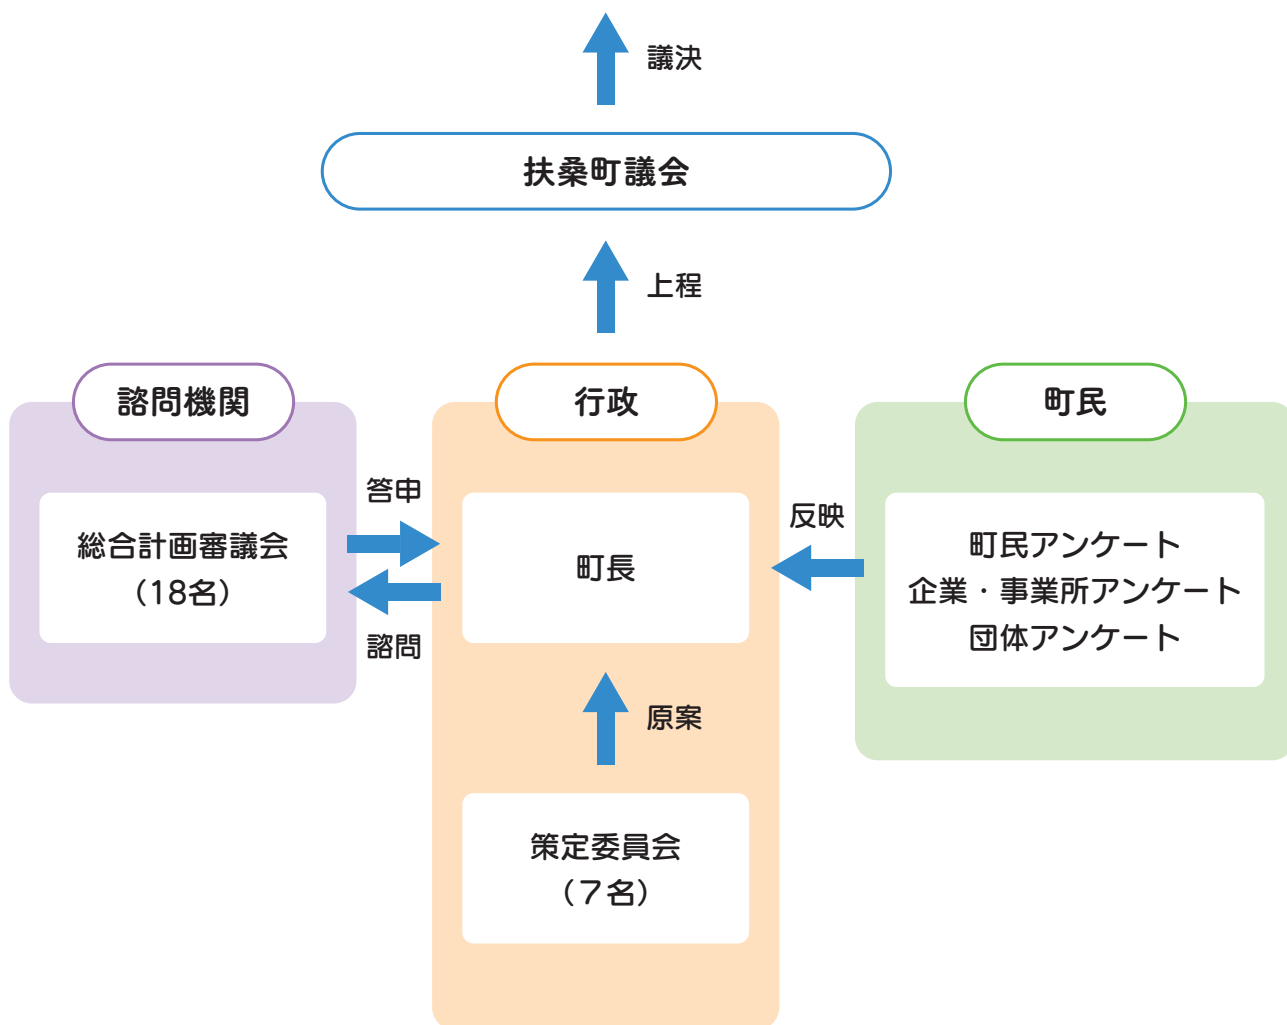 議決
扶桑町議会
上程
諮問機関
行政
町民
答申
総合計画審議会
（18名）
諮問
町長
反映
町民アンケート
企業・事業所アンケート
団体アンケート
原案
策定委員会
（７名）